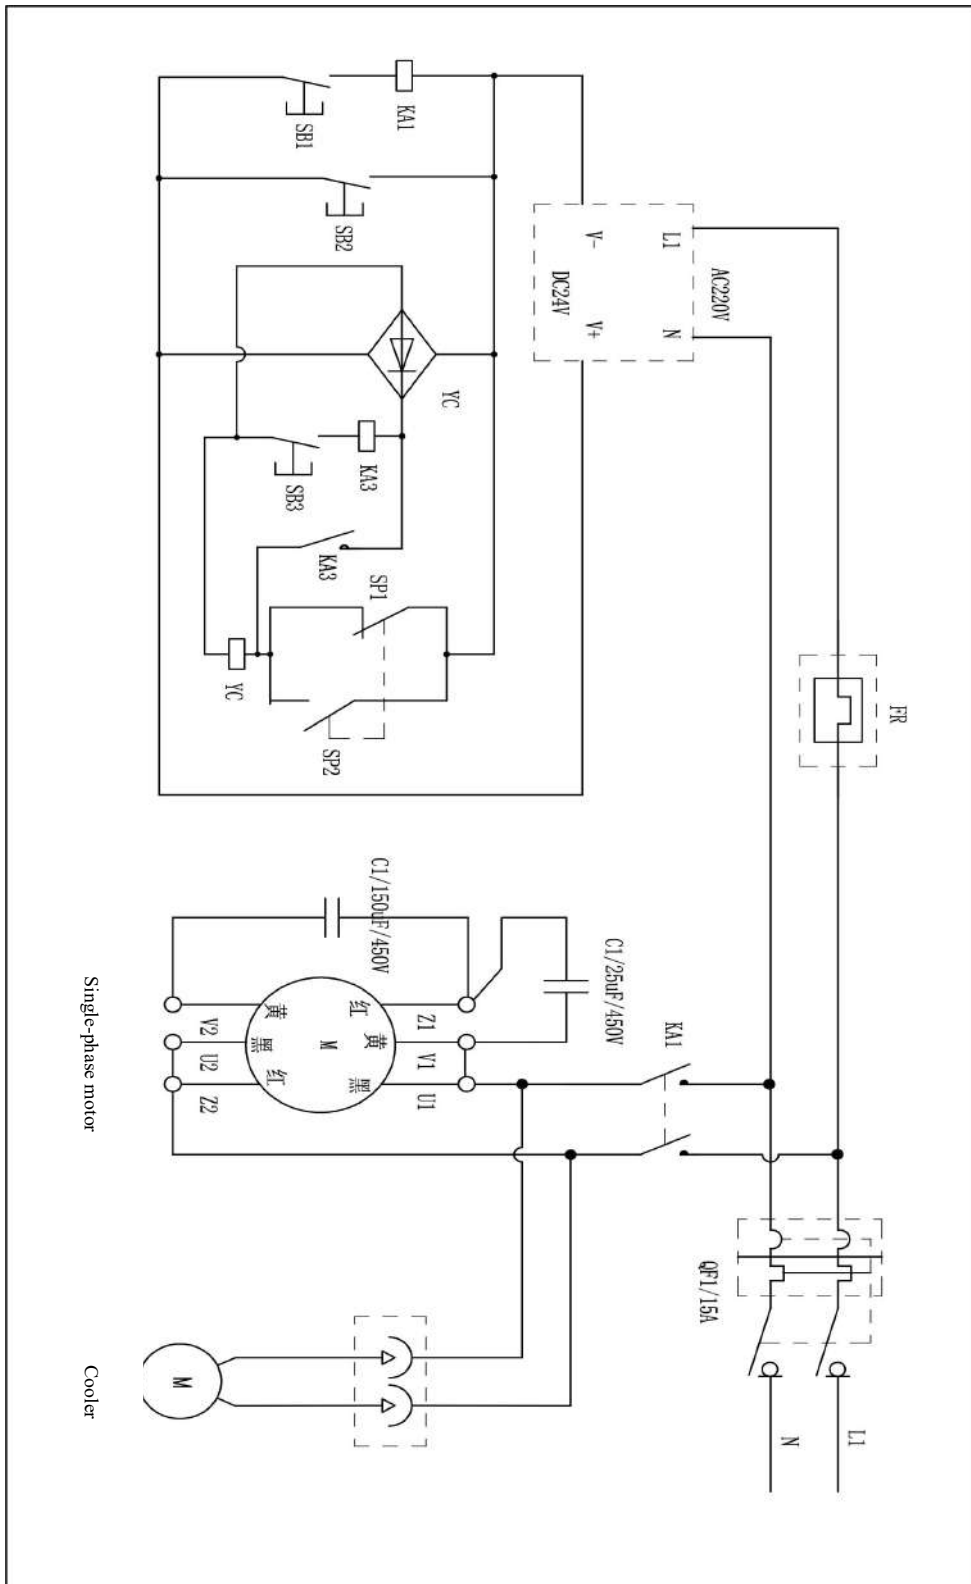 L1
N
QF1/15A
FR
AC220V
L1
N
V-
V+
DC24V
KA1
SB1
SB2
YC
KA3
SB3
KA3
SP1
SP2
YC
KA1
C1/25uF/450V
C1/150uF/450V
Z1
V1
U1
红
黄
黑
M
黄
黑
红
V2
U2
Z2
M
Single-phase motor
Cooler